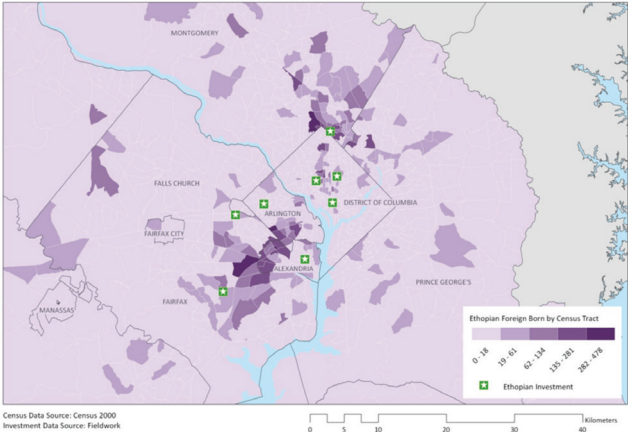 MONTGOMERY
FALLS CHURCH
DISTRICT OF COLUMBIA
ARLINGTON
FAIRFAX CITY
ALEXANDRIA
PRINCE GEORGE'S
FAIRFAX
MANASSAS
Ethiopian Foreign Born by Census Tract
0 - 18
19 - 61
62 - 134
135 - 281
282 - 478
Ethiopian Investment
Census Data Source: Census 2000
Investment Data Source: Fieldwork
Kilometers
0 5 10 20 30 40